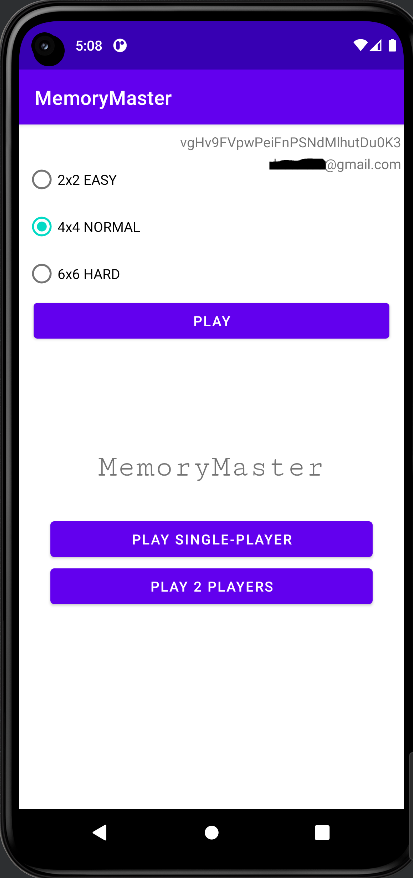 5:08
MemoryMaster
vgHv9FVpwPeiFnPSNdMlhutDu0K3
@gmail.com
2x2 EASY
4x4 NORMAL
6x6 HARD
PLAY
MemoryMaster
PLAY SINGLE-PLAYER
PLAY 2 PLAYERS